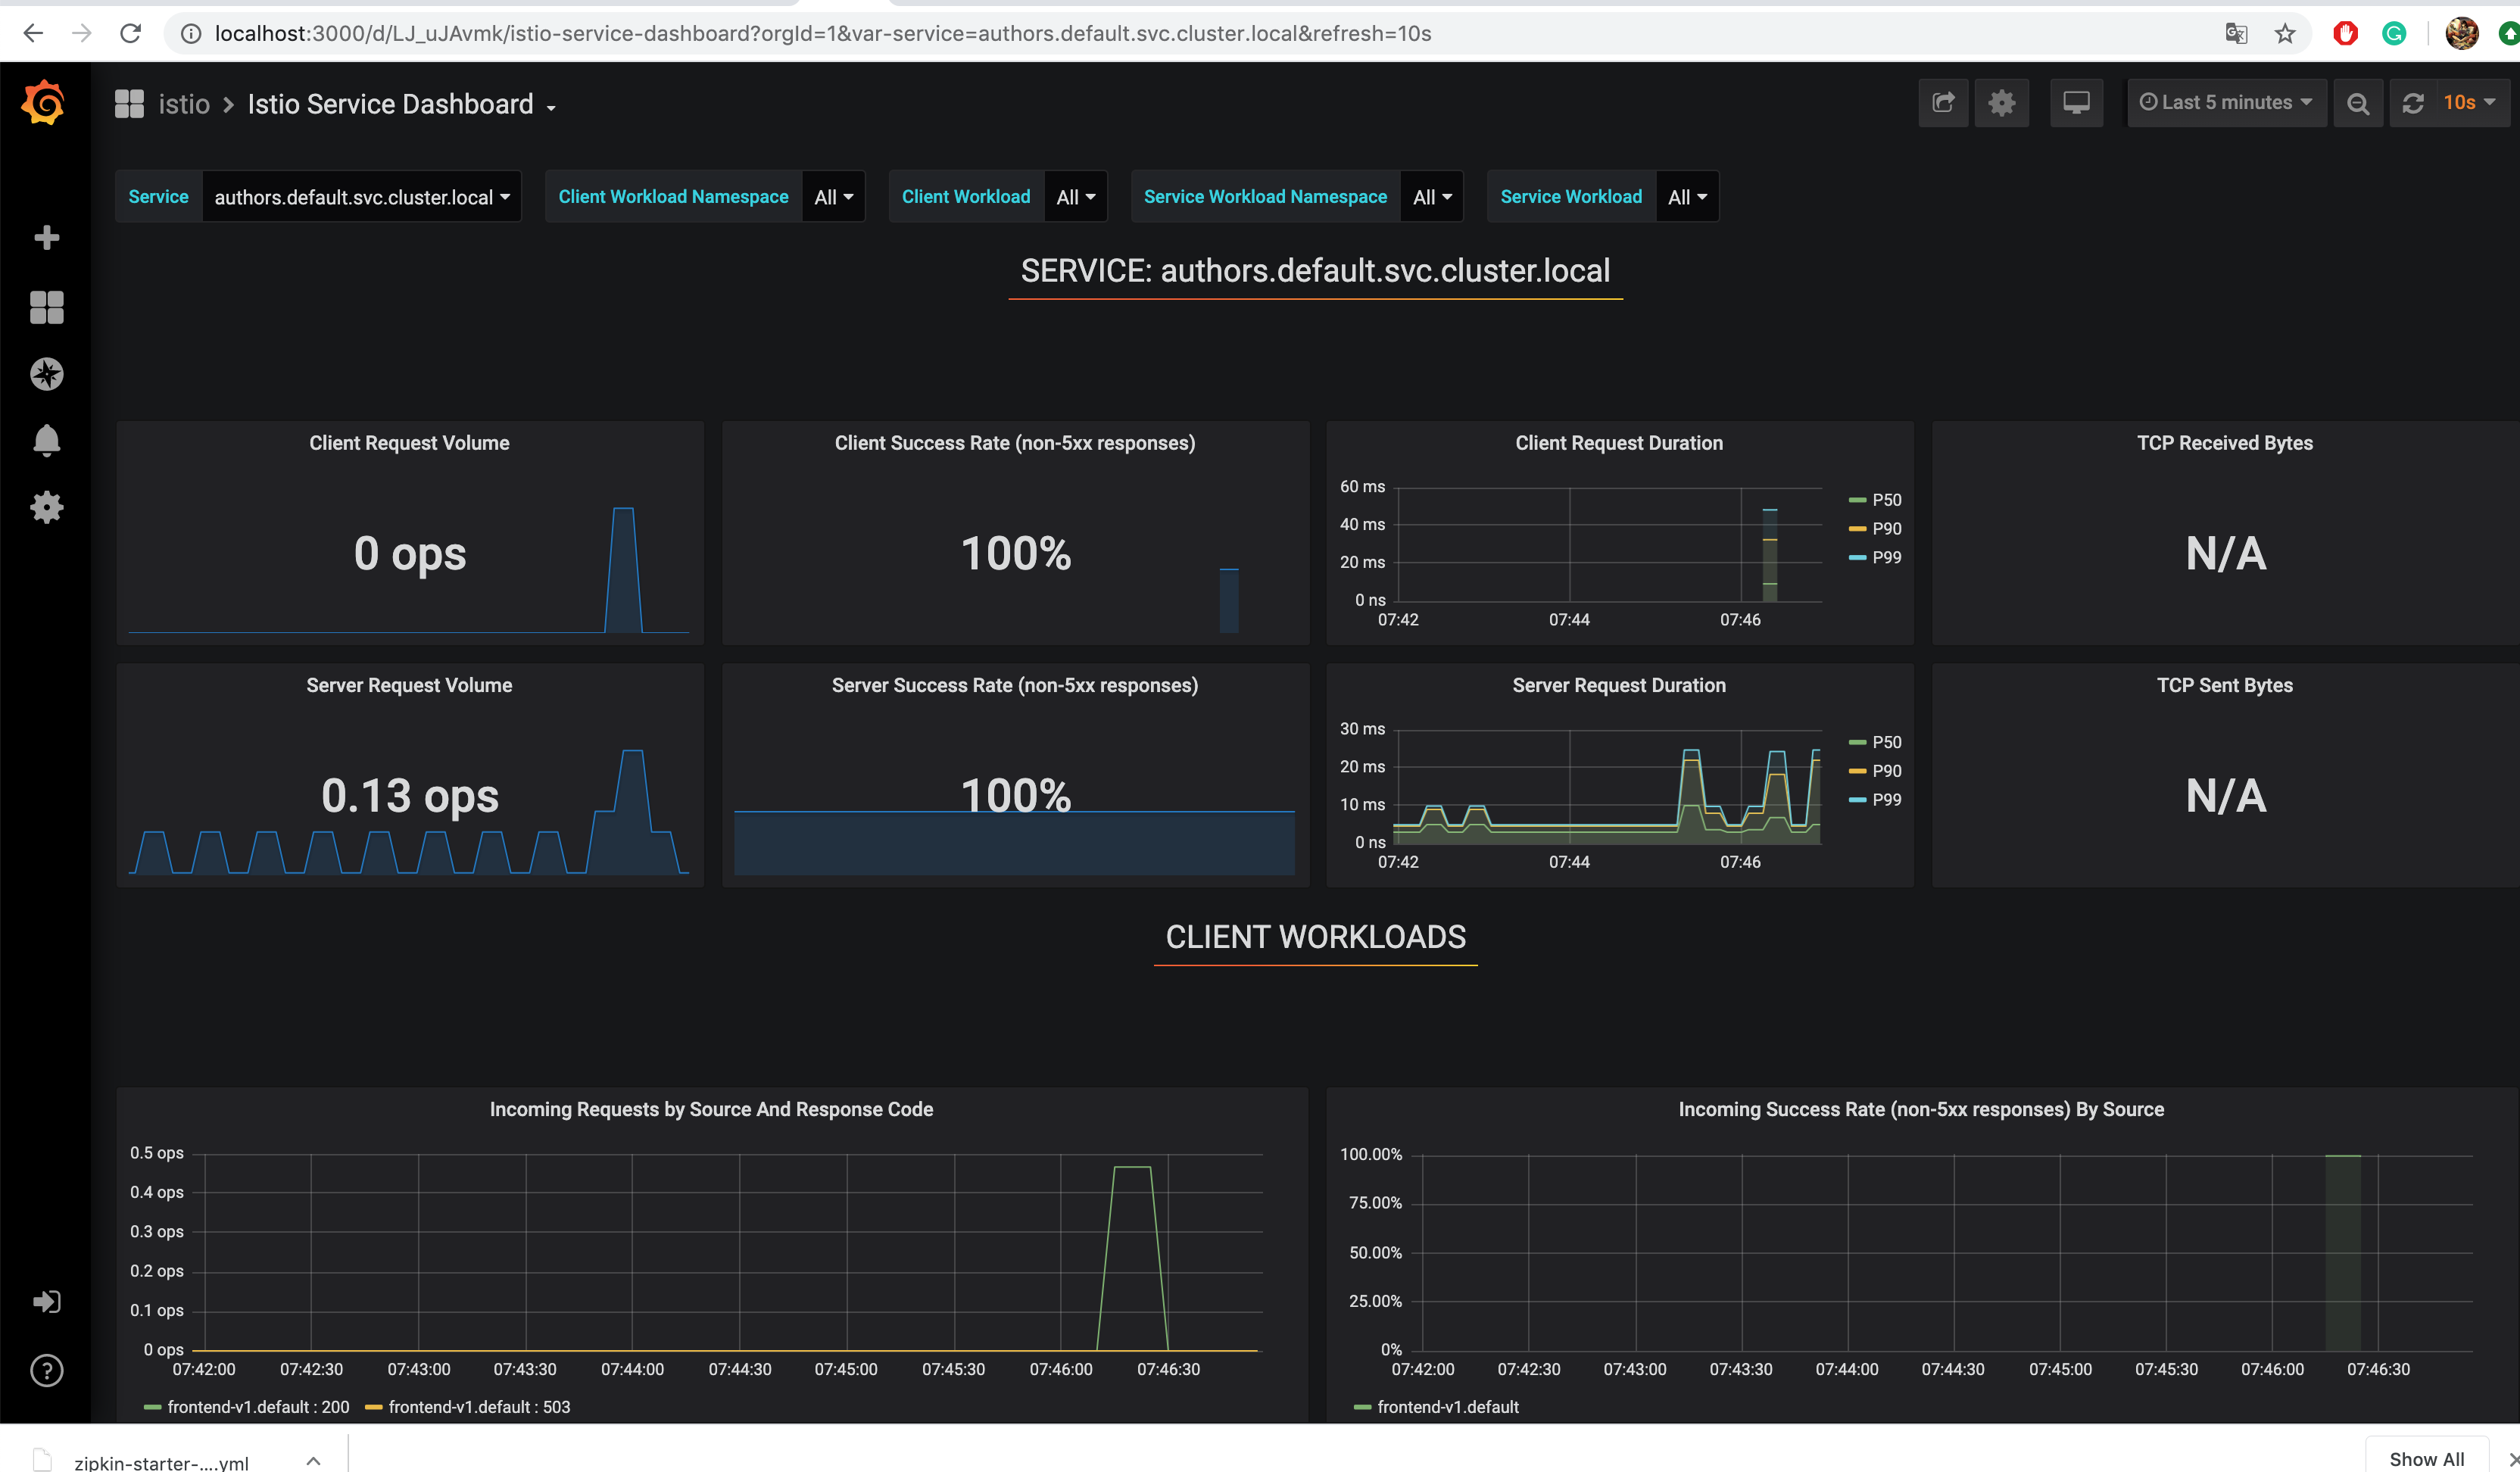 localhost:3000/d/LJ_uJAvmk/istio-service-dashboard?orgId=1&var-service=authors.default.svc.cluster.local&refresh=10s
istio > Istio Service Dashboard
Last 5 minutes
10s
Service authors.default.svc.cluster.local
Client Workload Namespace All
Client Workload All
Service Workload Namespace All
Service Workload All
SERVICE: authors.default.svc.cluster.local
Client Request Volume
0 ops
Client Success Rate (non-5xx responses)
100%
Client Request Duration
60 ms
40 ms
20 ms
0 ns
07:42 07:44 07:46
P50
P90
P99
TCP Received Bytes
N/A
Server Request Volume
0.13 ops
Server Success Rate (non-5xx responses)
100%
Server Request Duration
30 ms
20 ms
10 ms
0 ns
07:42 07:44 07:46
P50
P90
P99
TCP Sent Bytes
N/A
CLIENT WORKLOADS
Incoming Requests by Source And Response Code
0.5 ops
0.4 ops
0.3 ops
0.2 ops
0.1 ops
0 ops
07:42:00 07:42:30 07:43:00 07:43:30 07:44:00 07:44:30 07:45:00 07:45:30 07:46:00 07:46:30
frontend-v1.default : 200 frontend-v1.default : 503
Incoming Success Rate (non-5xx responses) By Source
100.00%
75.00%
50.00%
25.00%
0%
07:42:00 07:42:30 07:43:00 07:43:30 07:44:00 07:44:30 07:45:00 07:45:30 07:46:00 07:46:30
frontend-v1.default
zipkin-starter-....yml
Show All